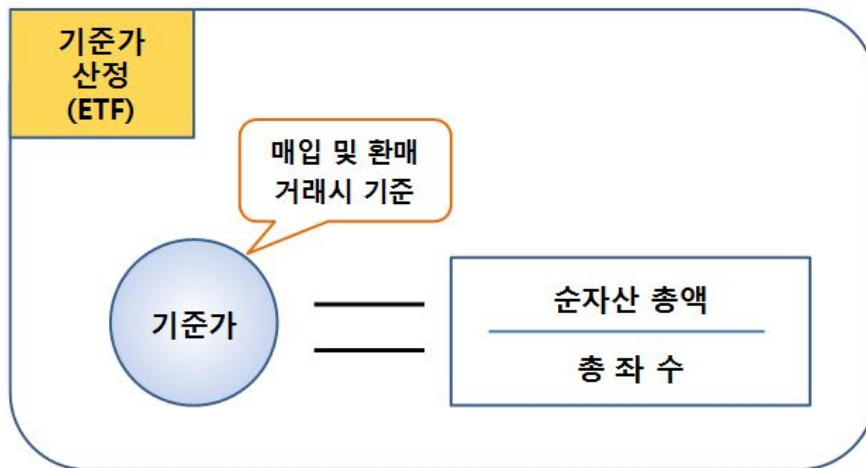 기준가
산정
(ETF)
매입 및 환매
거래시 기준
기준가
순자산 총액
총 좌 수